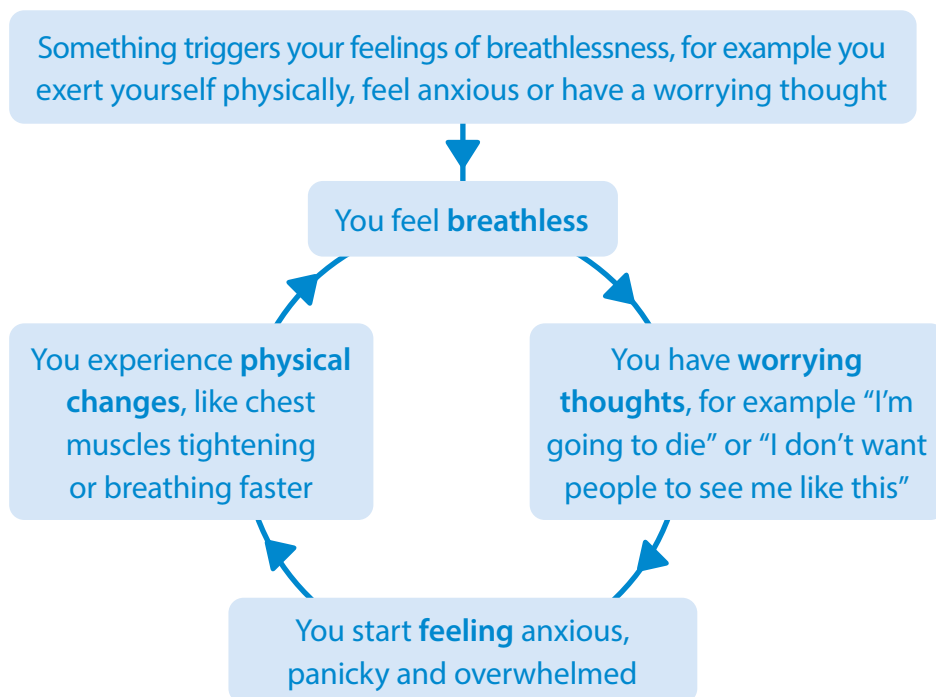 Something triggers your feelings of breathlessness, for example you
exert yourself physically, feel anxious or have a worrying thought
You feel breathless
You have worrying
thoughts, for example “I’m
going to die” or “I don’t want
people to see me like this”
You start feeling anxious,
panicky and overwhelmed
You experience physical
changes, like chest
muscles tightening
or breathing faster